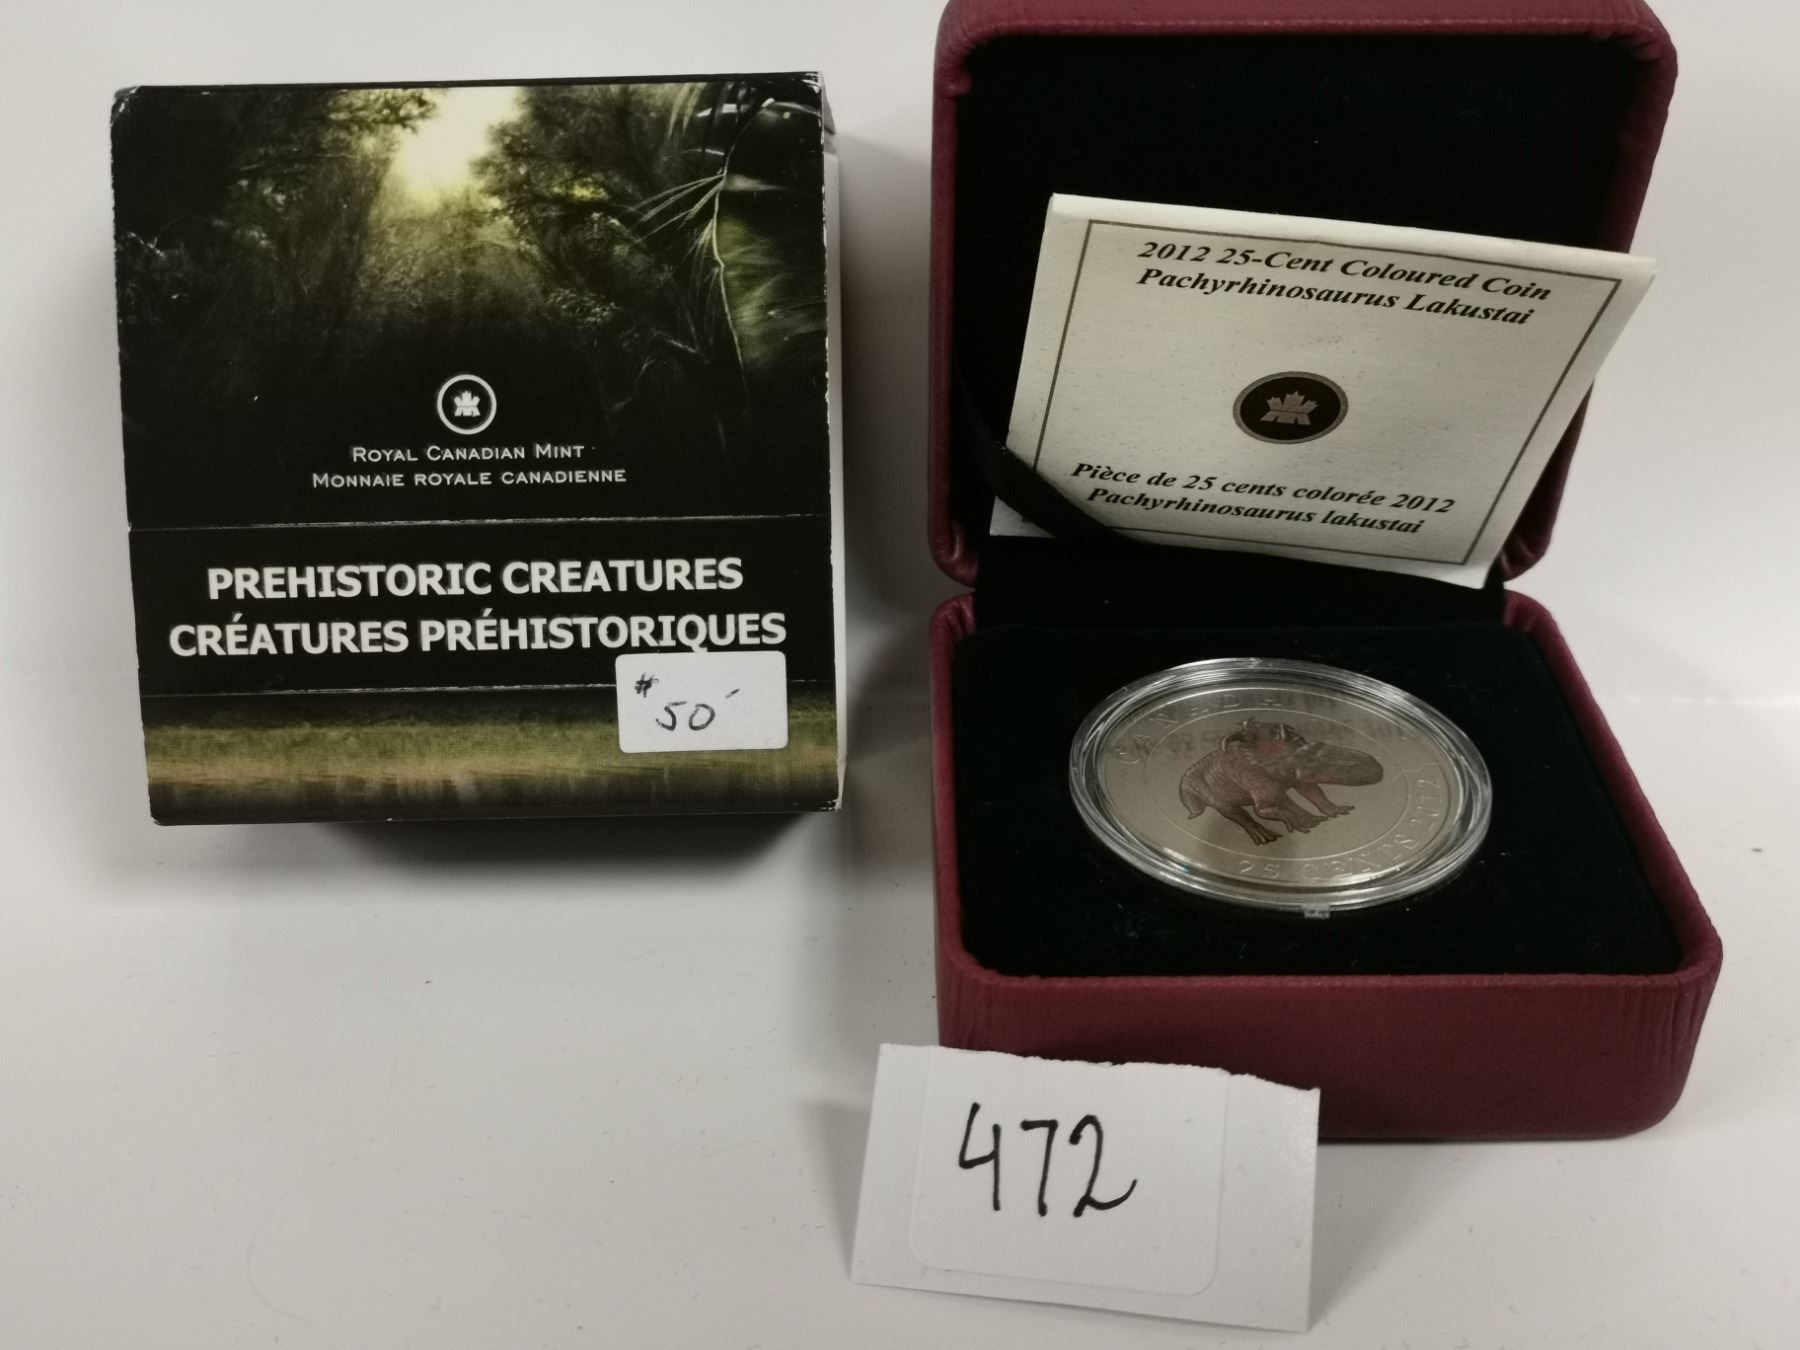 ROYAL CANADIAN MINT
MONNAIE ROYALE CANADIENNE
PREHISTORIC CREATURES
CRÉATURES PRÉHISTORIQUES
# 50
2012 25-Cent Coloured Coin
Pachyrhinosaurus Lakustai
Pièce de 25 cents colorée 2012
Pachyrhinosaurus lakustai
CANADA
25 CENTS 2012
472